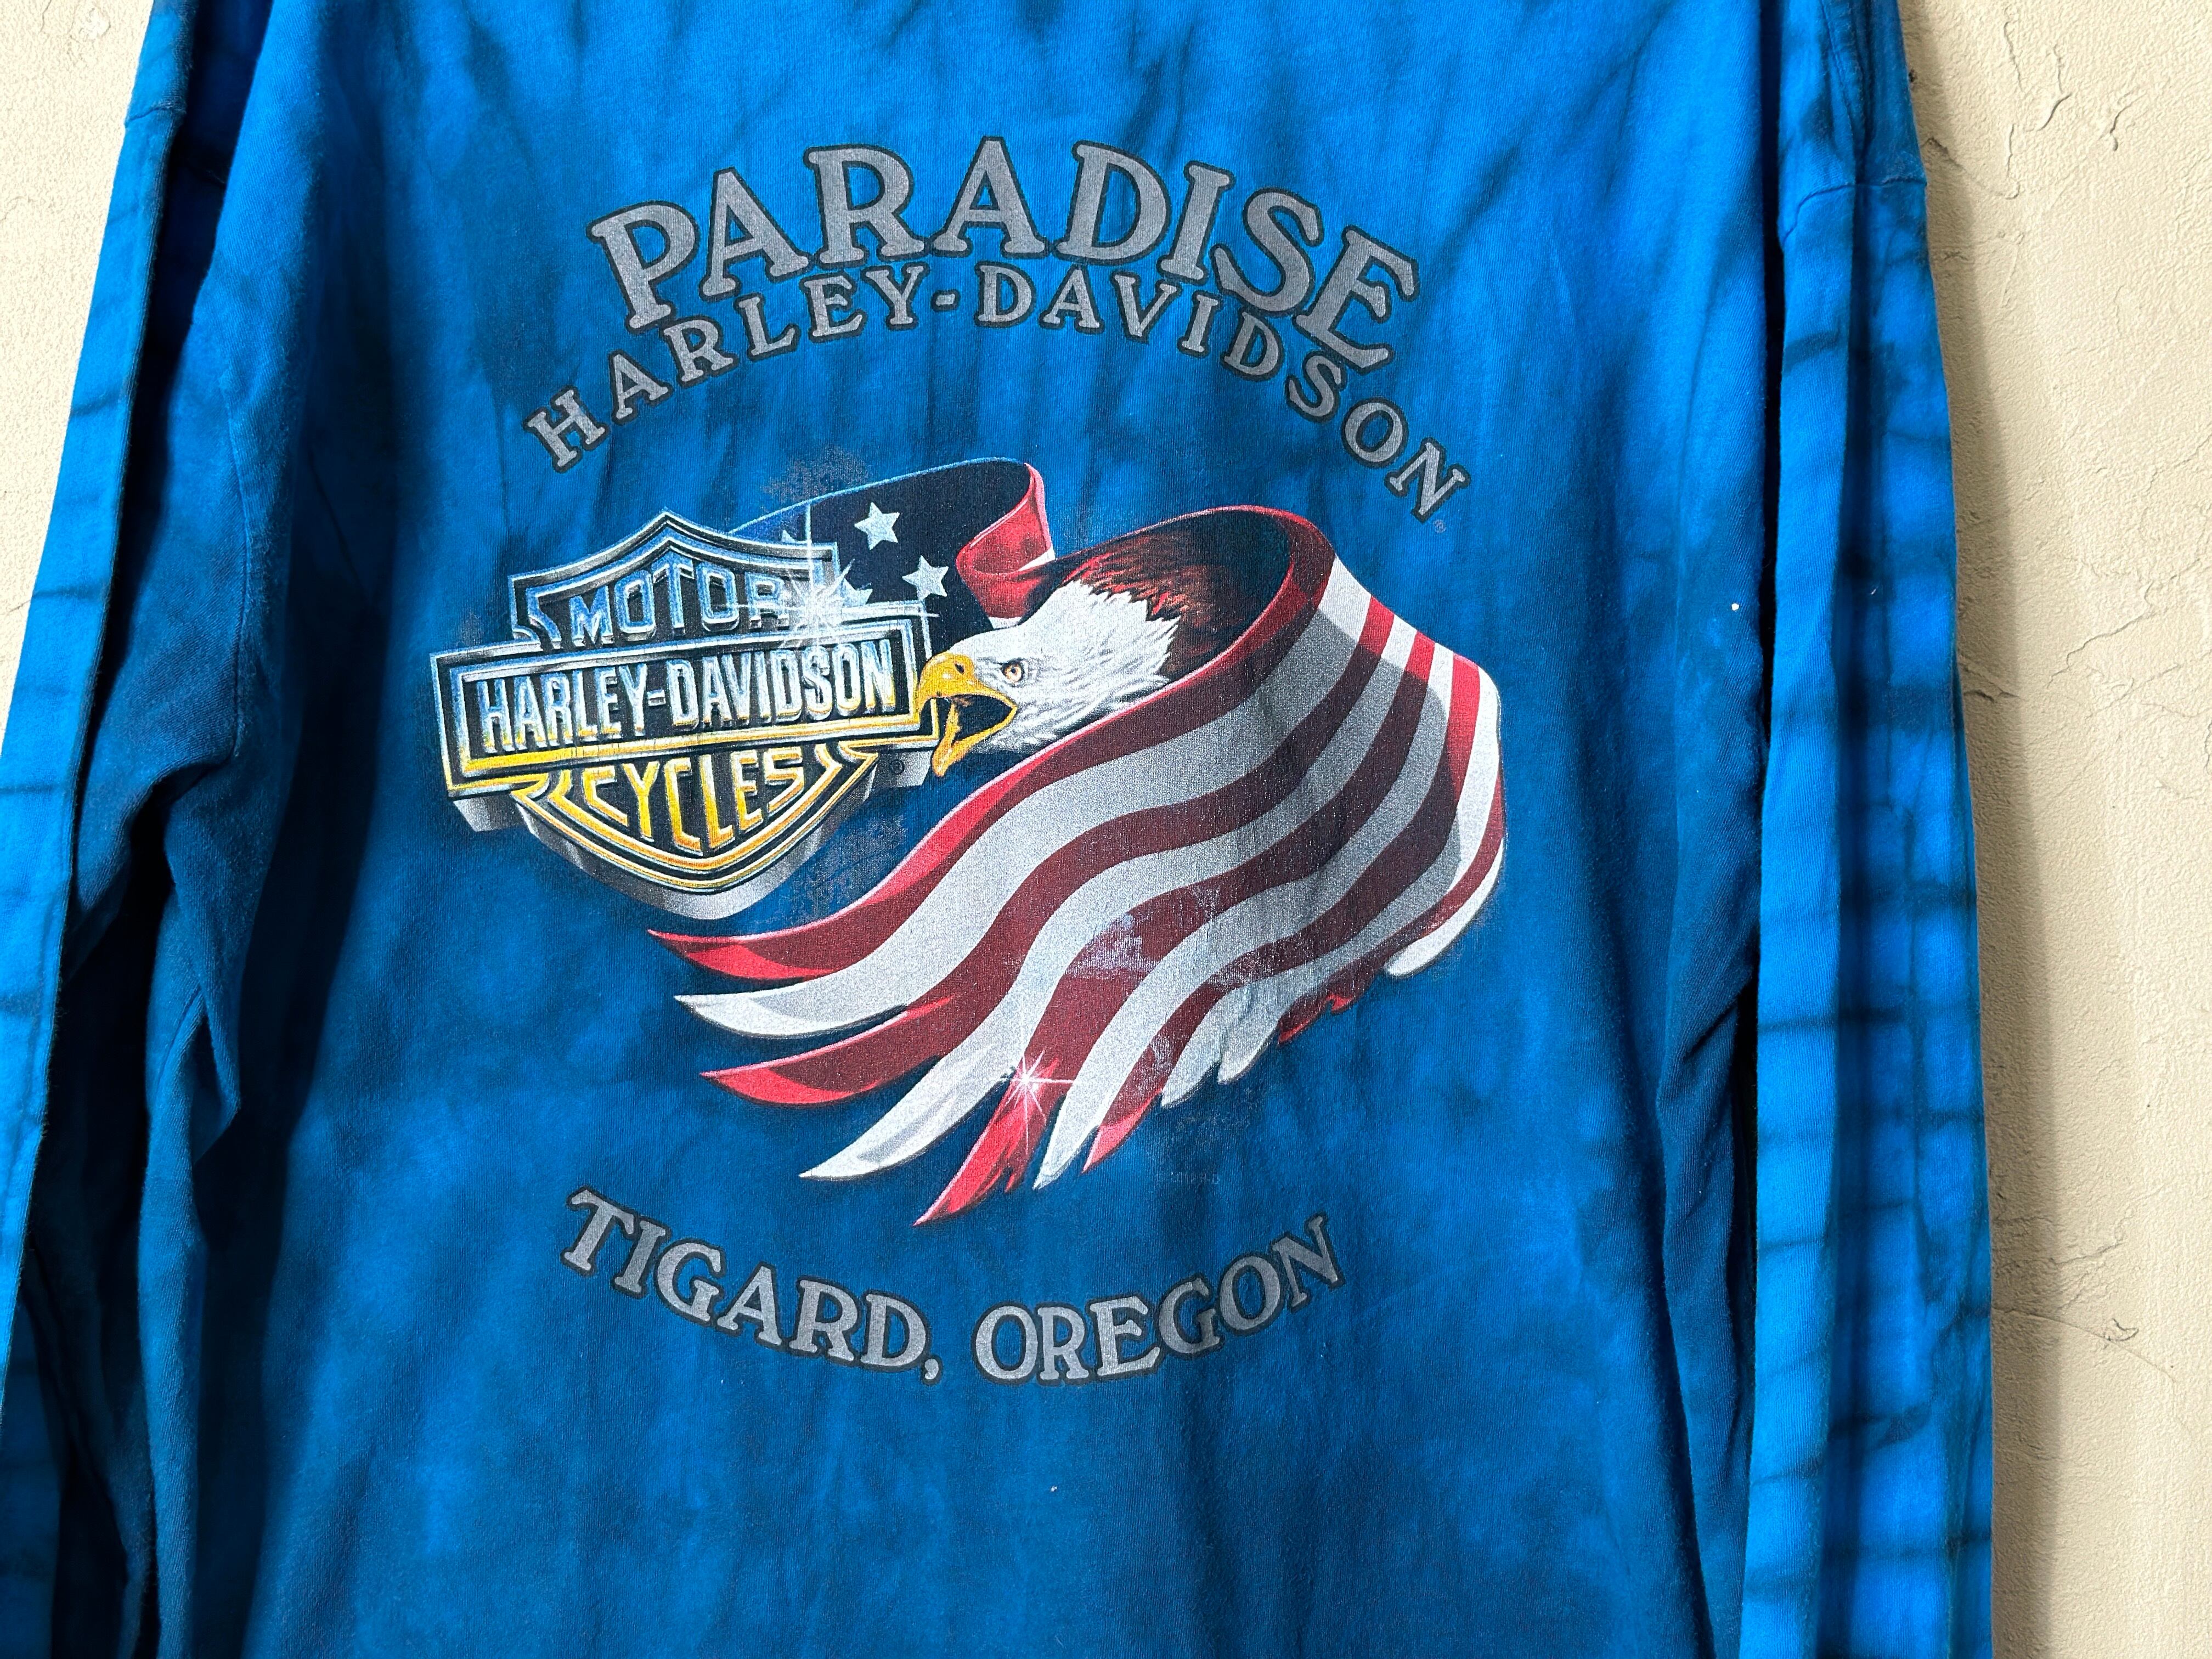 PARADISE
HARLEY-DAVIDSON
®
MOTOR
HARLEY-DAVIDSON
CYCLES
®
TIGARD, OREGON